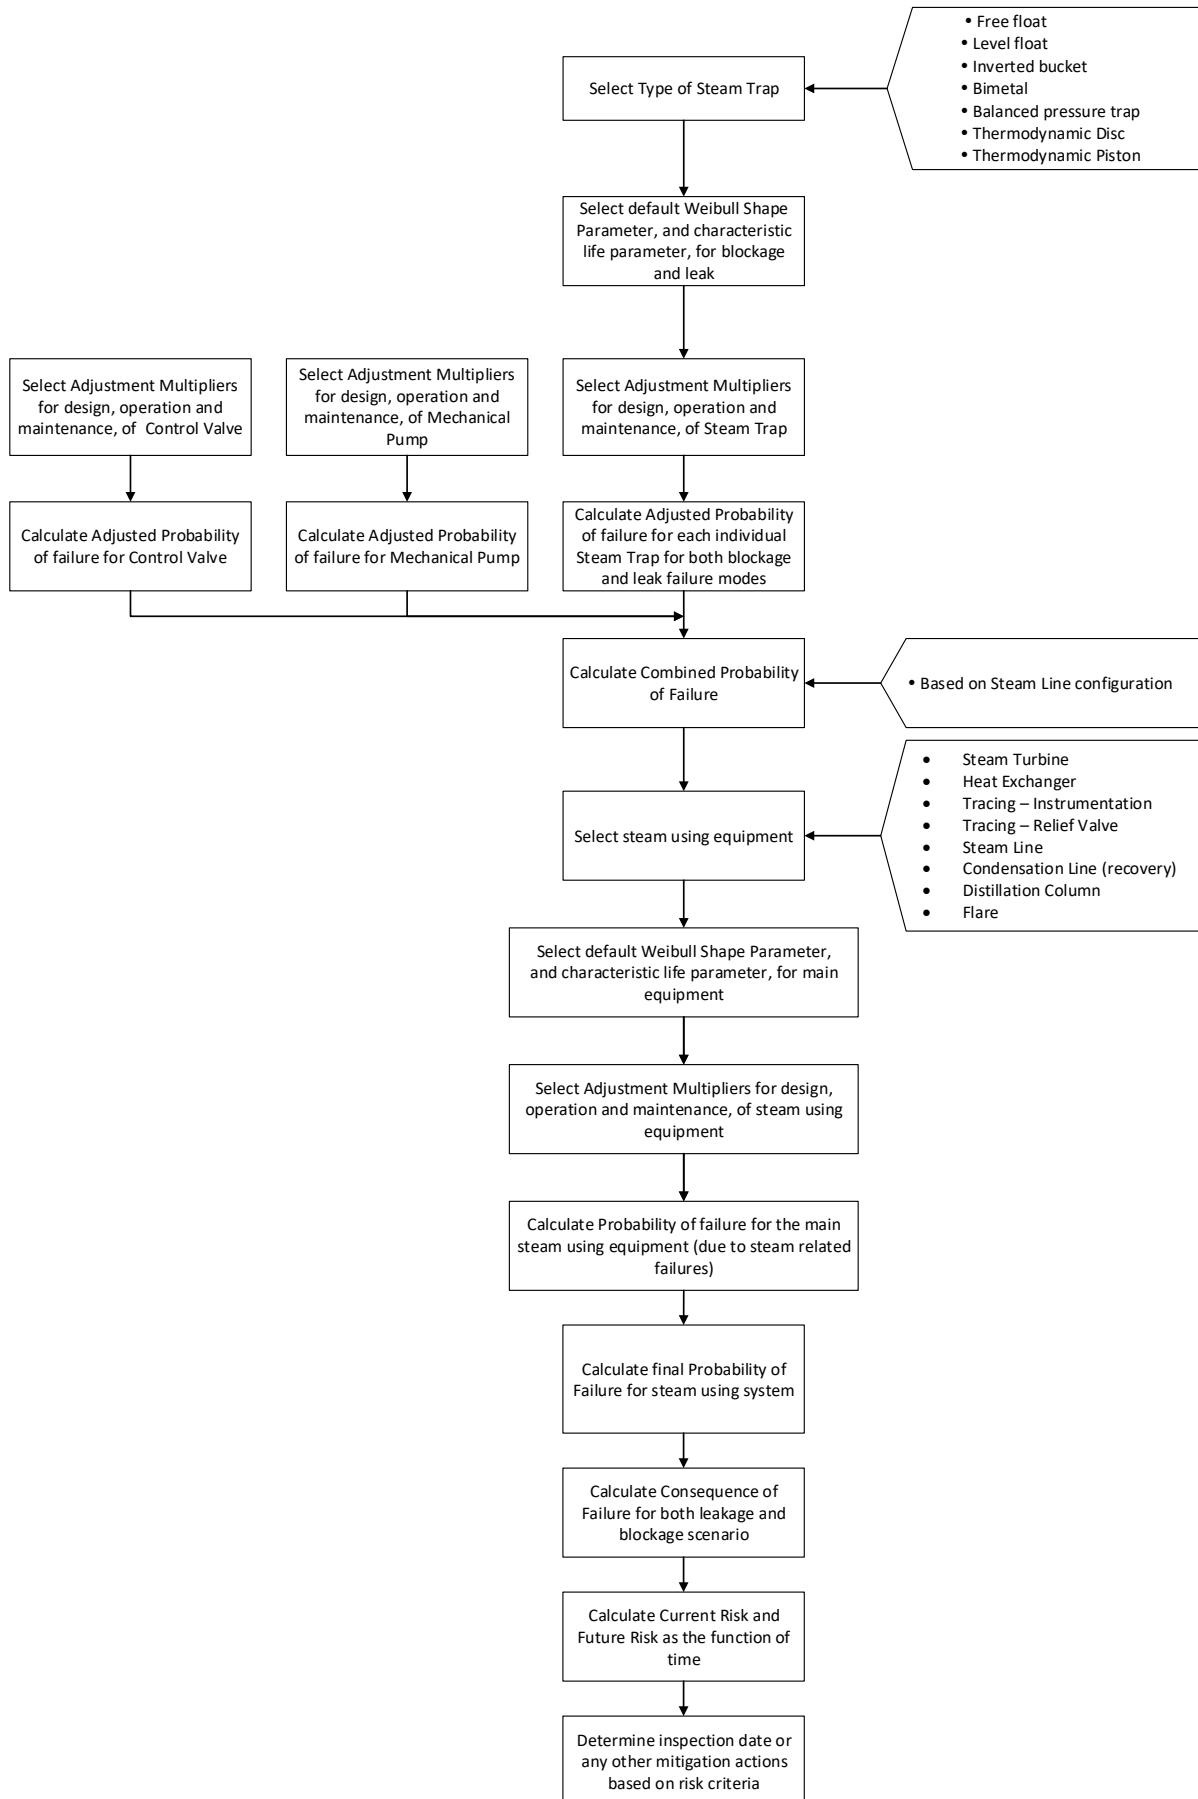 • Free float
• Level float
• Inverted bucket
• Bimetal
• Balanced pressure trap
• Thermodynamic Disc
• Thermodynamic Piston
Select Type of Steam Trap
Select default Weibull Shape
Parameter, and characteristic
life parameter, for blockage
and leak
Select Adjustment Multipliers
for design, operation and
maintenance, of  Control Valve
Select Adjustment Multipliers
for design, operation and
maintenance, of Mechanical
Pump
Select Adjustment Multipliers
for design, operation and
maintenance, of Steam Trap
Calculate Adjusted Probability
of failure for Control Valve
Calculate Adjusted Probability
of failure for Mechanical Pump
Calculate Adjusted Probability
of failure for each individual
Steam Trap for both blockage
and leak failure modes
Calculate Combined Probability
of Failure
• Based on Steam Line configuration
• Steam Turbine
• Heat Exchanger
• Tracing – Instrumentation
• Tracing – Relief Valve
• Steam Line
• Condensation Line (recovery)
• Distillation Column
• Flare
Select steam using equipment
Select default Weibull Shape Parameter,
and characteristic life parameter, for main
equipment
Select Adjustment Multipliers for design,
operation and maintenance, of steam using
equipment
Calculate Probability of failure for the main
steam using equipment (due to steam related
failures)
Calculate final Probability of
Failure for steam using system
Calculate Consequence of
Failure for both leakage and
blockage scenario
Calculate Current Risk and
Future Risk as the function of
time
Determine inspection date or
any other mitigation actions
based on risk criteria